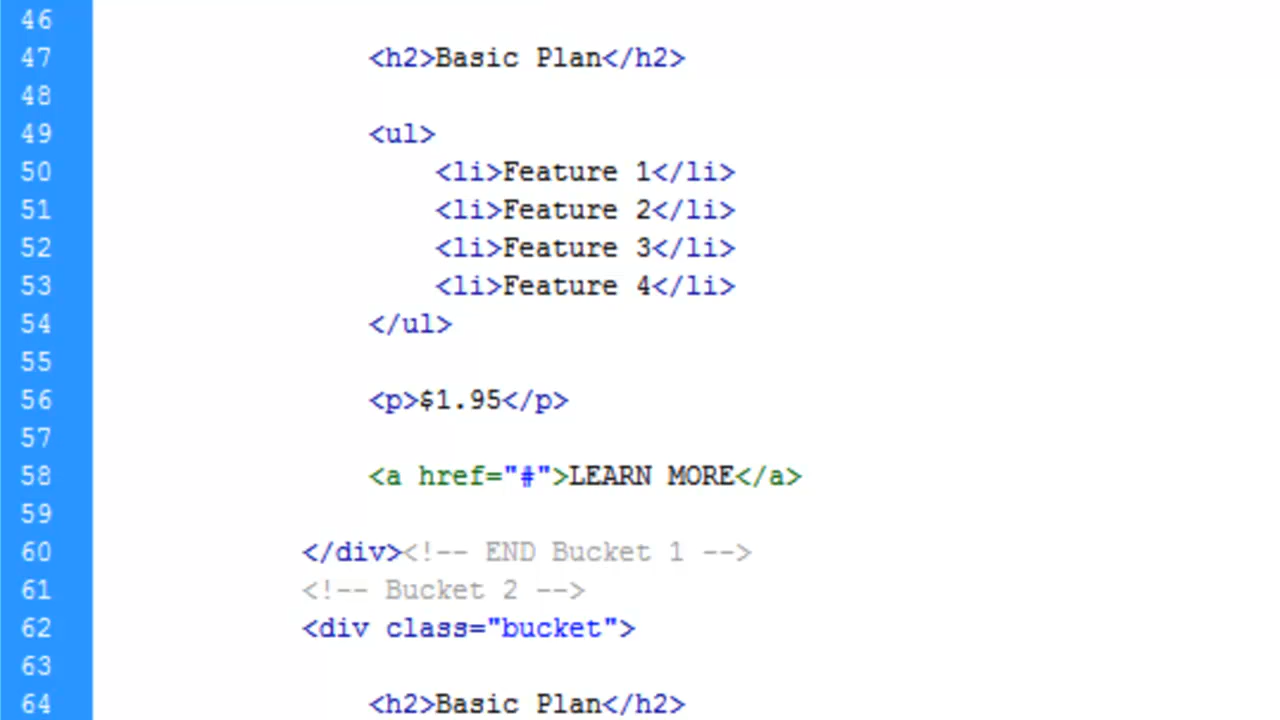 46
47 <h2>Basic Plan</h2>
48
49 <ul>
50 <li>Feature 1</li>
51 <li>Feature 2</li>
52 <li>Feature 3</li>
53 <li>Feature 4</li>
54 </ul>
55
56 <p>$1.95</p>
57
58 <a href="#">LEARN MORE</a>
59
60 </div><!-- END Bucket 1 -->
61 <!-- Bucket 2 -->
62 <div class="bucket">
63
64 <h2>Basic Plan</h2>